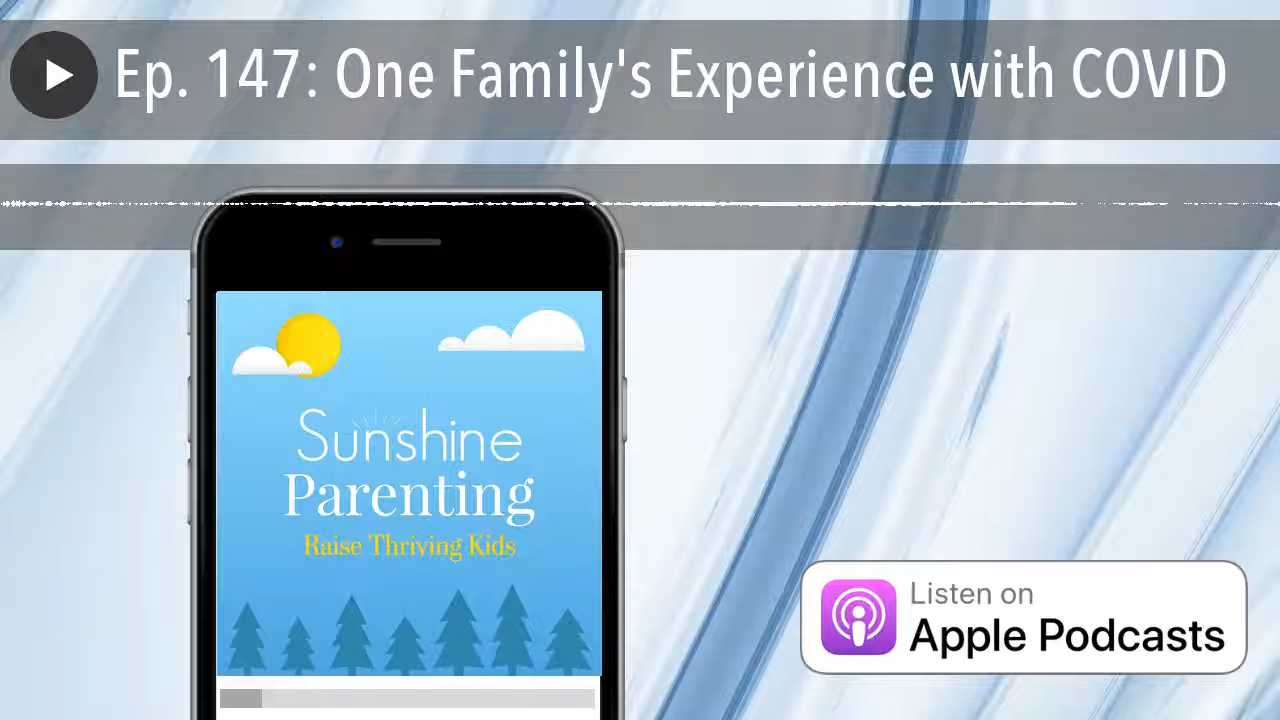 Ep. 147: One Family's Experience with COVID
Sunshine
Parenting
Raise Thriving Kids
Listen on
Apple Podcasts